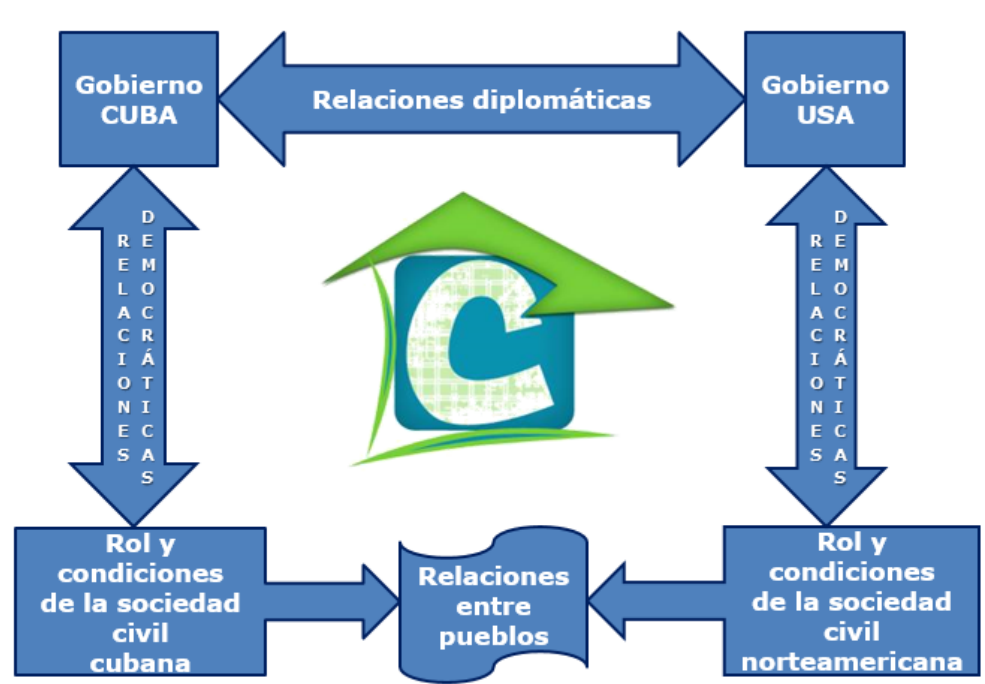 Gobierno
CUBA
Relaciones diplomáticas
Gobierno
USA
RELACIONES
DEMOCRÁTICAS
C
RELACIONES
DEMOCRÁTICAS
Rol y
condiciones
de la sociedad
civil
cubana
Relaciones
entre
pueblos
Rol y
condiciones
de la sociedad
civil
norteamericana